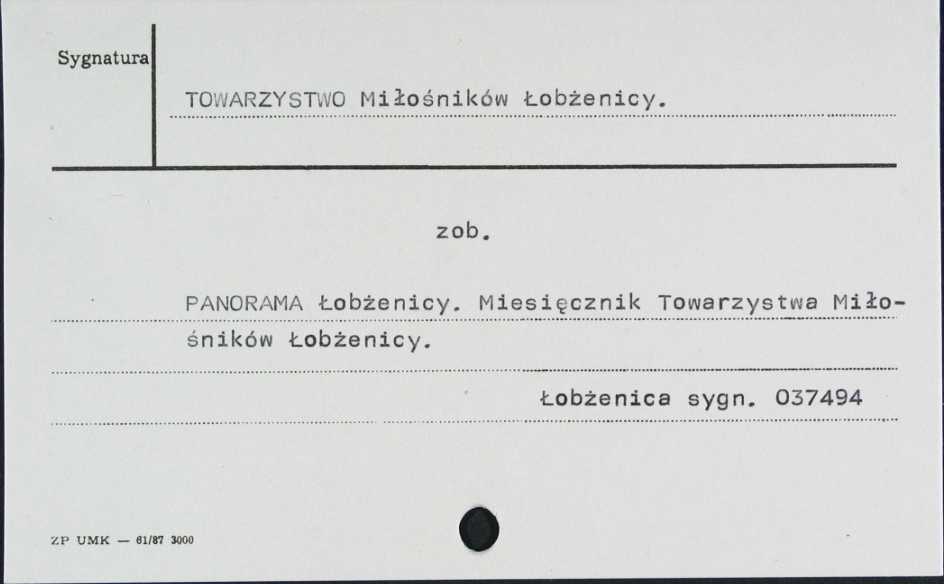 Sygnatura
TOWARZYSTWO Miłośników Łobżenicy.
zob.
PANORAMA Łobżenicy. Miesięcznik Towarzystwa Miło-
śników Łobżenicy.
Łobżenica sygn. 037494
ZP UMK — 61/87 3000